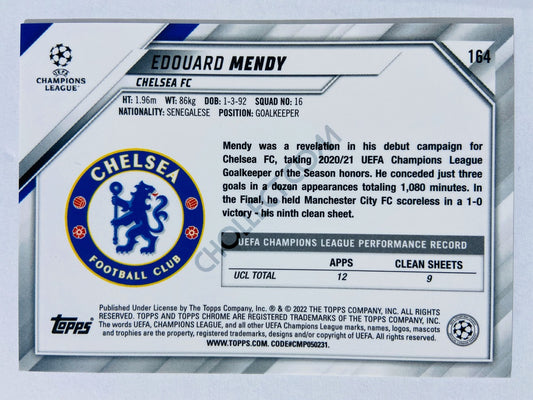 UEFA
CHAMPIONS
LEAGUE
EDOUARD MENDY
164
CHELSEA FC
HT: 1.96m WT: 86kg DOB: 1-3-92 SQUAD NO: 16
NATIONALITY: SENEGALESE POSITION: GOALKEEPER
CHELSEA
FOOTBALL CLUB
Mendy was a revelation in his debut campaign for
Chelsea FC, taking 2020/21 UEFA Champions League
Goalkeeper of the Season honors. He conceded just three
goals in a dozen appearances totaling 1,080 minutes. In
the Final, he held Manchester City FC scoreless in a 1-0
victory - his ninth clean sheet.
UEFA CHAMPIONS LEAGUE PERFORMANCE RECORD
APPS CLEAN SHEETS
UCL TOTAL 12 9
CHOLLECT.COM
Topps
Published Under License by The Topps Company, Inc. ® & © 2022 THE TOPPS COMPANY, INC. ALL RIGHTS
RESERVED. TOPPS AND TOPPS CHROME ARE REGISTERED TRADEMARKS OF THE TOPPS COMPANY, INC.
The words UEFA, CHAMPIONS LEAGUE, and all other UEFA Champions League marks, names, logos, mascots
and trophies are the property, registered trademarks, designs and/or copyright of UEFA. All rights reserved.
WWW.TOPPS.COM. CODE#CMP050231.